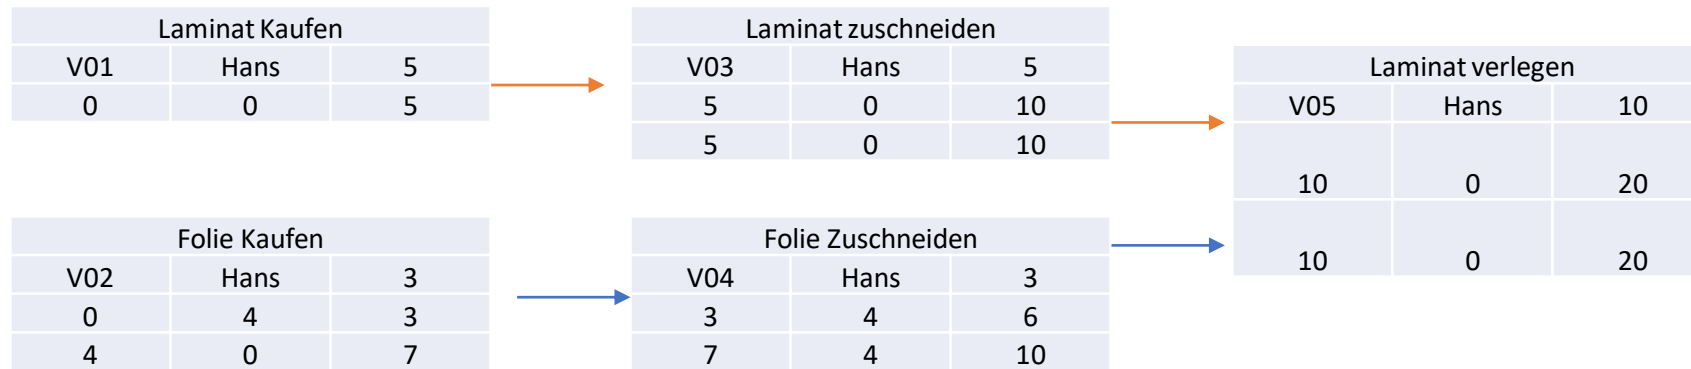 Laminat Kaufen
V01 Hans 5
0 0 5
Laminat zuschneiden
V03 Hans 5
5 0 10
5 0 10
Laminat verlegen
V05 Hans 10
10 0 20
10 0 20
Folie Kaufen
V02 Hans 3
0 4 3
4 0 7
Folie Zuschneiden
V04 Hans 3
3 4 6
7 4 10